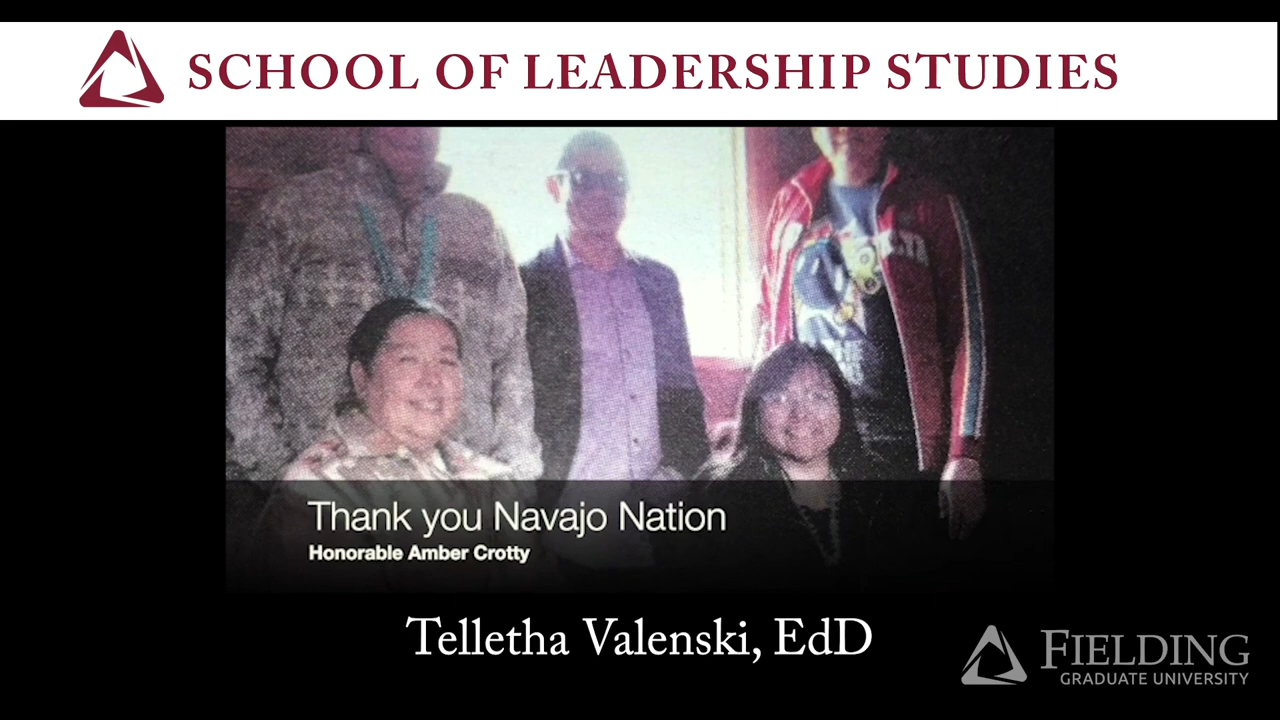 SCHOOL OF LEADERSHIP STUDIES
Thank you Navajo Nation
Honorable Amber Crotty
Telletha Valenski, EdD
FIELDING
GRADUATE UNIVERSITY